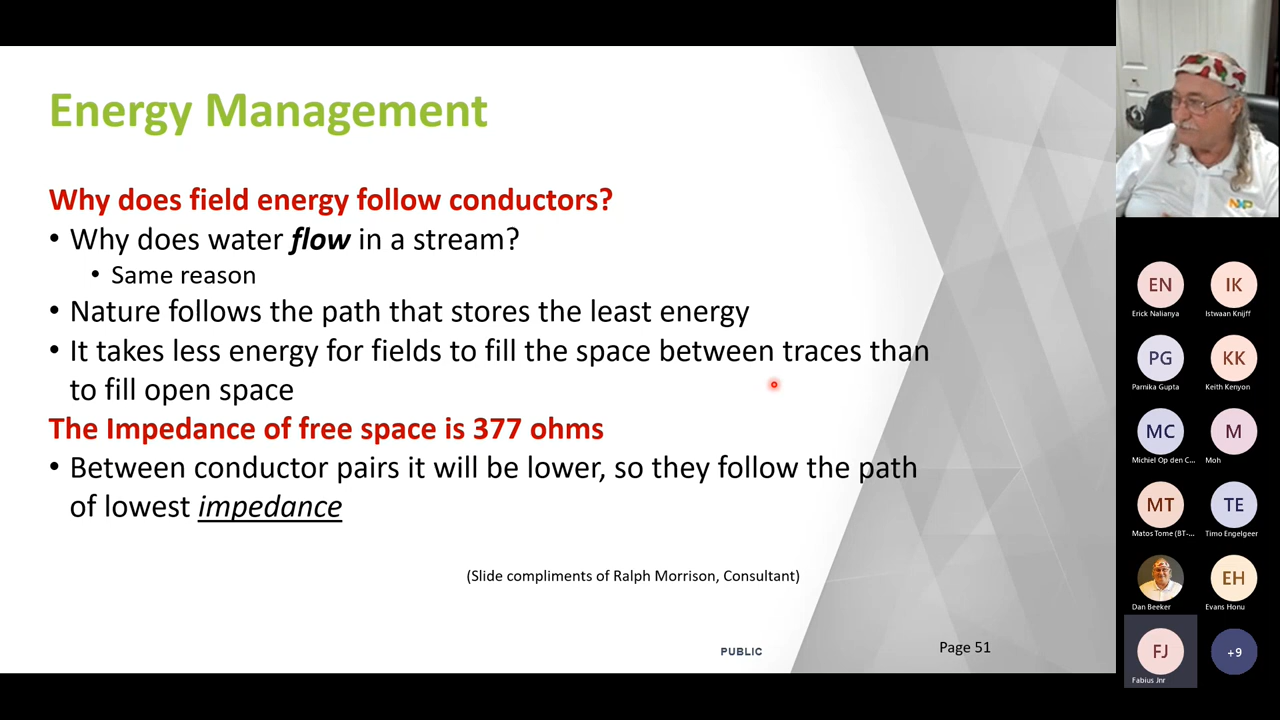 Energy Management
Why does field energy follow conductors?
• Why does water flow in a stream?
• Same reason
• Nature follows the path that stores the least energy
• It takes less energy for fields to fill the space between traces than
to fill open space
The Impedance of free space is 377 ohms
• Between conductor pairs it will be lower, so they follow the path
of lowest impedance
(Slide compliments of Ralph Morrison, Consultant)
PUBLIC
Page 51
NXP
EN
IK
Erick Nalianya
Istwaan Knijff
PG
KK
Parnika Gupta
Keith Kenyon
MC
M
Michiel Op den C...
Moh
MT
TE
Matos Tome (BT-...
Timo Engelgeer
EH
Dan Beeker
Evans Honu
FJ
+9
Fabius Jnr